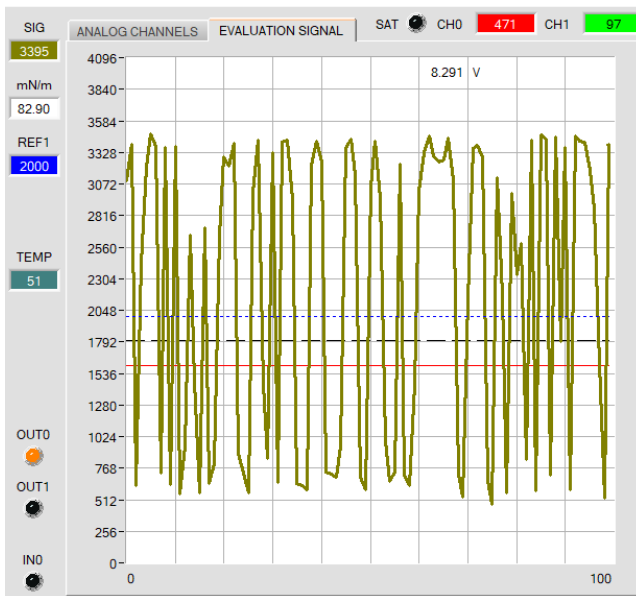 SIG
3395
mN/m
82.90
REF1
2000
TEMP
51
OUT0
OUT1
IN0
ANALOG CHANNELS
EVALUATION SIGNAL
SAT CH0 471 CH1 97
8.291 V
4096
3840
3584
3328
3072
2816
2560
2304
2048
1792
1536
1280
1024
768
512
256
0
0 100